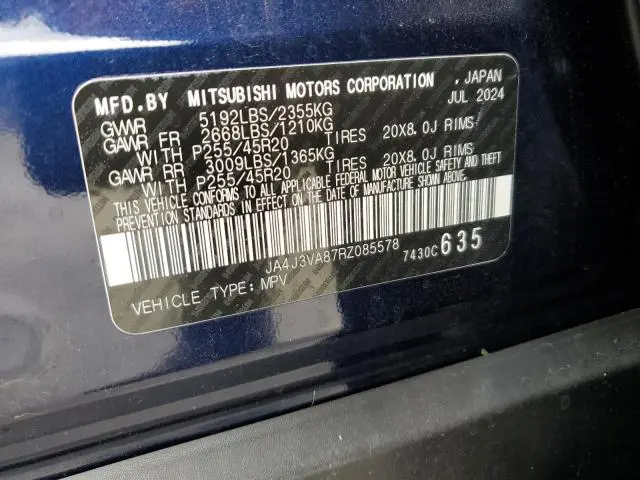 MFD.BY MITSUBISHI MOTORS CORPORATION , JAPAN
GVWR 5192LBS/2355KG JUL 2024
GAWR FR 2668LBS/1210KG
WITH P255/45R20 TIRES 20X8.0J RIMS
GAWR RR 3009LBS/1365KG
WITH P255/45R20 TIRES 20X8.0J RIMS
THIS VEHICLE CONFORMS TO ALL APPLICABLE FEDERAL MOTOR VEHICLE SAFETY AND THEFT
PREVENTION STANDARDS IN EFFECT ON THE DATE OF MANUFACTURE SHOWN ABOVE.
JA4J3VA87RZ085578 7430C 635
VEHICLE TYPE: MPV